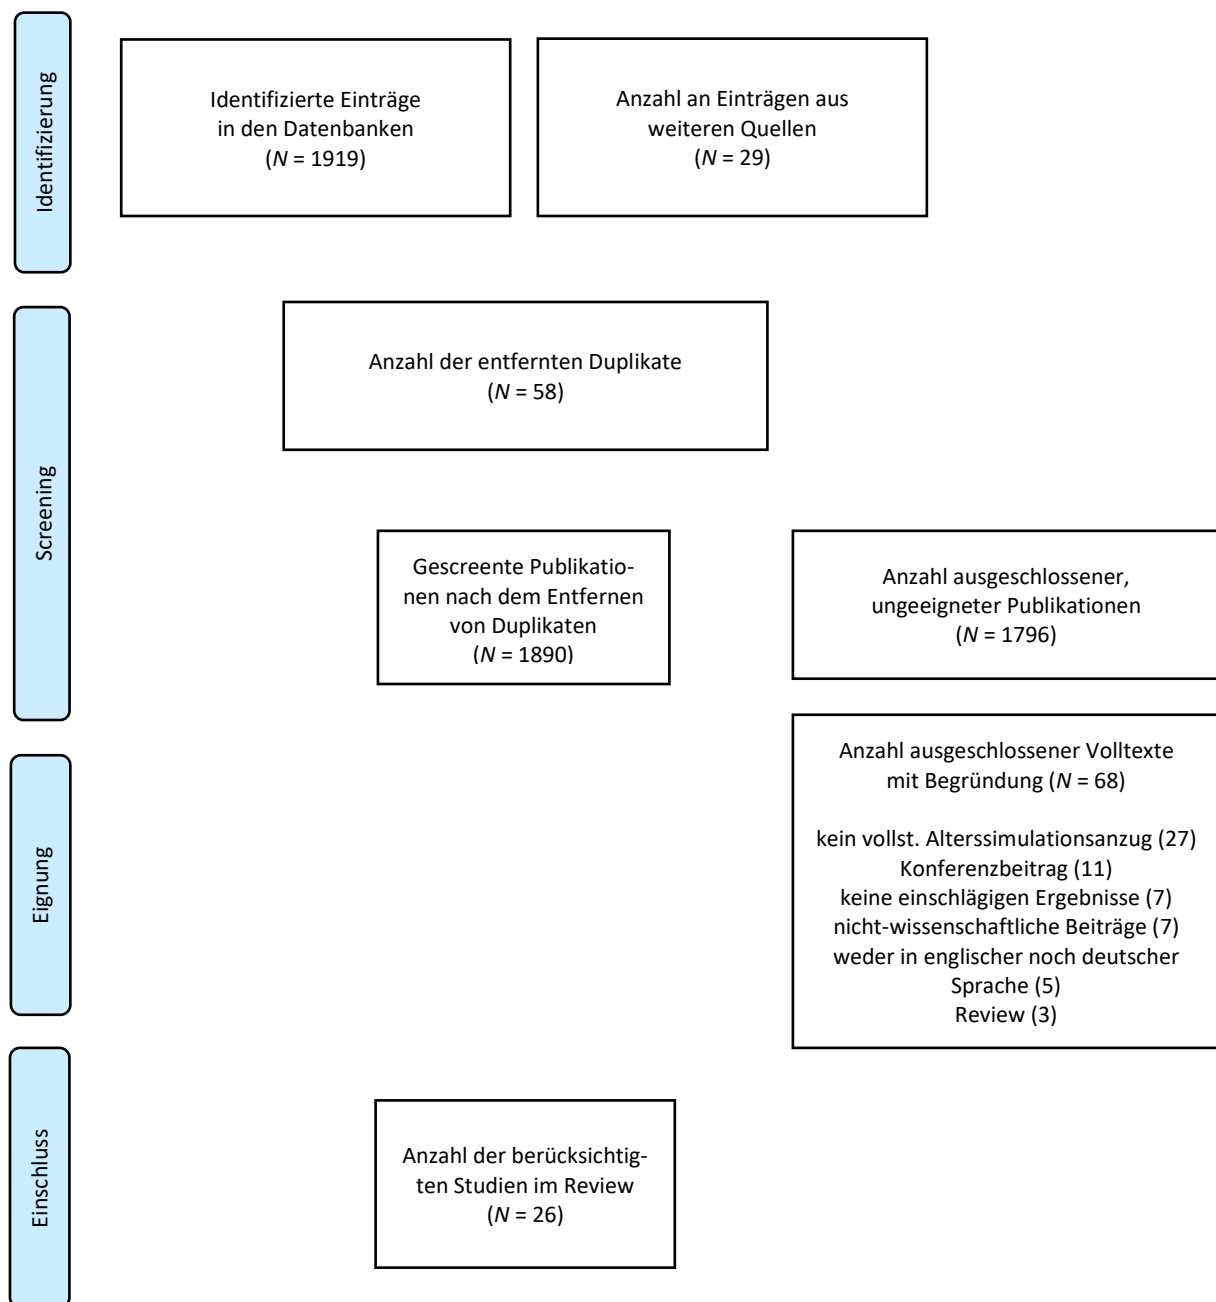 Identifizierung
Identifizierte Einträge
in den Datenbanken
(N = 1919)
Anzahl an Einträgen aus
weiteren Quellen
(N = 29)
Screening
Anzahl der entfernten Duplikate
(N = 58)
Gescreente Publikatio-
nen nach dem Entfernen
von Duplikaten
(N = 1890)
Anzahl ausgeschlossener,
ungeeigneter Publikationen
(N = 1796)
Eignung
Anzahl ausgeschlossener Volltexte
mit Begründung (N = 68)
kein vollst. Alterssimulationsanzug (27)
Konferenzbeitrag (11)
keine einschlägigen Ergebnisse (7)
nicht-wissenschaftliche Beiträge (7)
weder in englischer noch deutscher
Sprache (5)
Review (3)
Einschluss
Anzahl der berücksichtig-
ten Studien im Review
(N = 26)